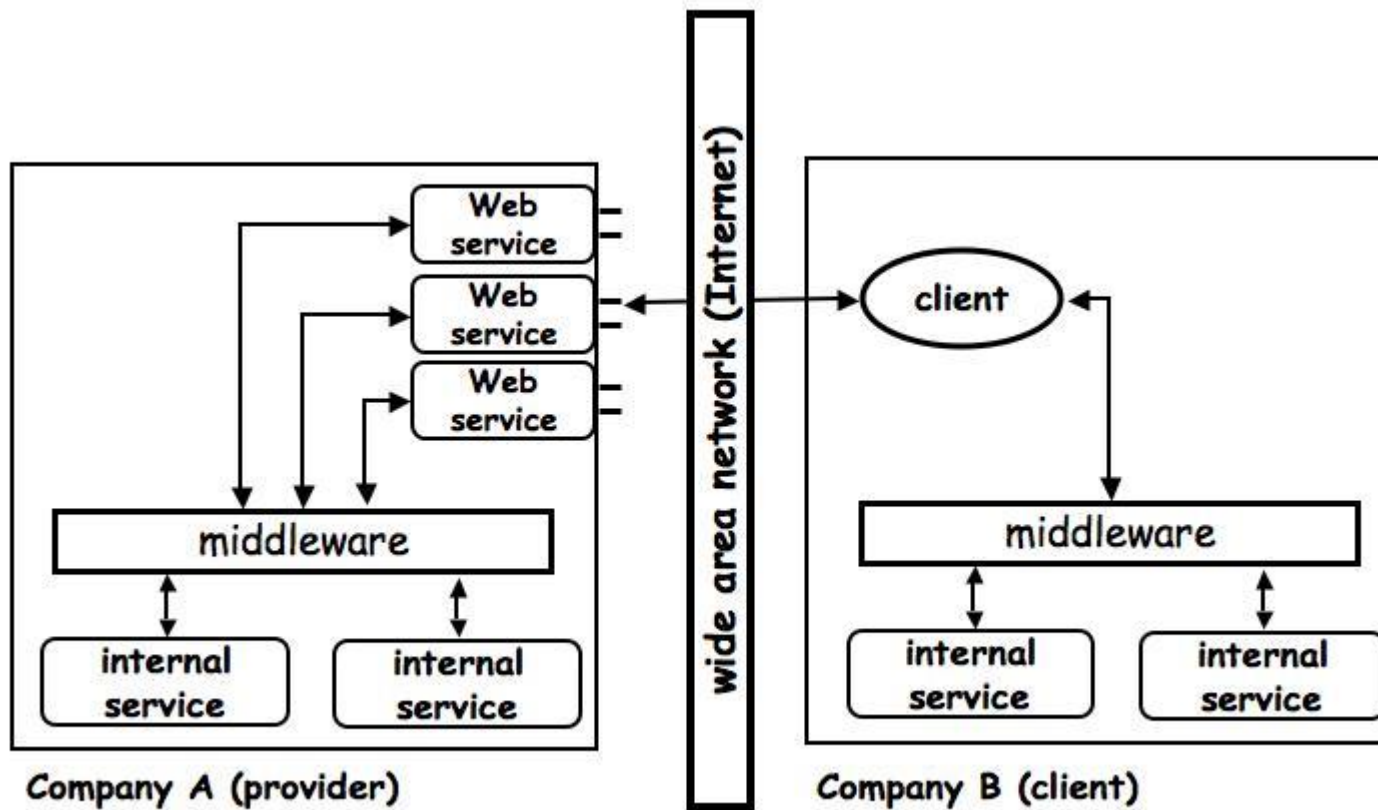 Web
service
Web
service
Web
service
middleware
internal
service
internal
service
Company A (provider)
wide area network (Internet)
client
middleware
internal
service
internal
service
Company B (client)